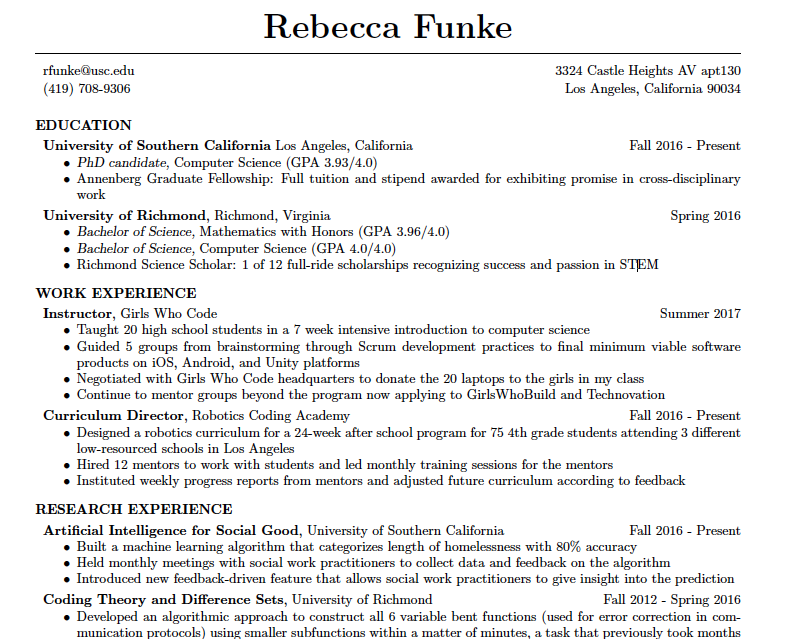 Rebecca Funke
rfunke@usc.edu 3324 Castle Heights AV apt130
(419) 708-9306 Los Angeles, California 90034
EDUCATION
University of Southern California Los Angeles, California Fall 2016 - Present
• PhD candidate, Computer Science (GPA 3.93/4.0)
• Annenberg Graduate Fellowship: Full tuition and stipend awarded for exhibiting promise in cross-disciplinary
work
University of Richmond, Richmond, Virginia Spring 2016
• Bachelor of Science, Mathematics with Honors (GPA 3.96/4.0)
• Bachelor of Science, Computer Science (GPA 4.0/4.0)
• Richmond Science Scholar: 1 of 12 full-ride scholarships recognizing success and passion in STEM
WORK EXPERIENCE
Instructor, Girls Who Code Summer 2017
• Taught 20 high school students in a 7 week intensive introduction to computer science
• Guided 5 groups from brainstorming through Scrum development practices to final minimum viable software
products on iOS, Android, and Unity platforms
• Negotiated with Girls Who Code headquarters to donate the 20 laptops to the girls in my class
• Continue to mentor groups beyond the program now applying to GirlsWhoBuild and Technovation
Curriculum Director, Robotics Coding Academy Fall 2016 - Present
• Designed a robotics curriculum for a 24-week after school program for 75 4th grade students attending 3 different
low-resourced schools in Los Angeles
• Hired 12 mentors to work with students and led monthly training sessions for the mentors
• Instituted weekly progress reports from mentors and adjusted future curriculum according to feedback
RESEARCH EXPERIENCE
Artificial Intelligence for Social Good, University of Southern California Fall 2016 - Present
• Built a machine learning algorithm that categorizes length of homelessness with 80% accuracy
• Held monthly meetings with social work practitioners to collect data and feedback on the algorithm
• Introduced new feedback-driven feature that allows social work practitioners to give insight into the prediction
Coding Theory and Difference Sets, University of Richmond Fall 2012 - Spring 2016
• Developed an algorithmic approach to construct all 6 variable bent functions (used for error correction in com-
munication protocols) using smaller subfunctions within a matter of minutes, a task that previously took months